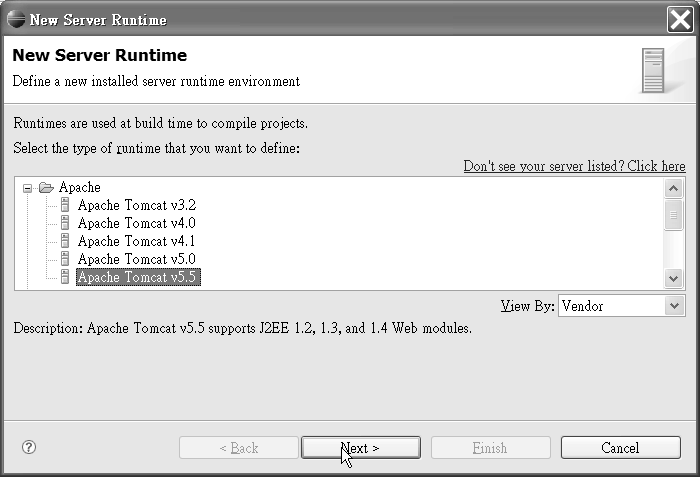 New Server Runtime
New Server Runtime
Define a new installed server runtime environment
Runtimes are used at build time to compile projects.
Select the type of runtime that you want to define:
Don't see your server listed? Click here
Apache
Apache Tomcat v3.2
Apache Tomcat v4.0
Apache Tomcat v4.1
Apache Tomcat v5.0
Apache Tomcat v5.5
View By: Vendor
Description: Apache Tomcat v5.5 supports J2EE 1.2, 1.3, and 1.4 Web modules.
? < Back Next > Finish Cancel